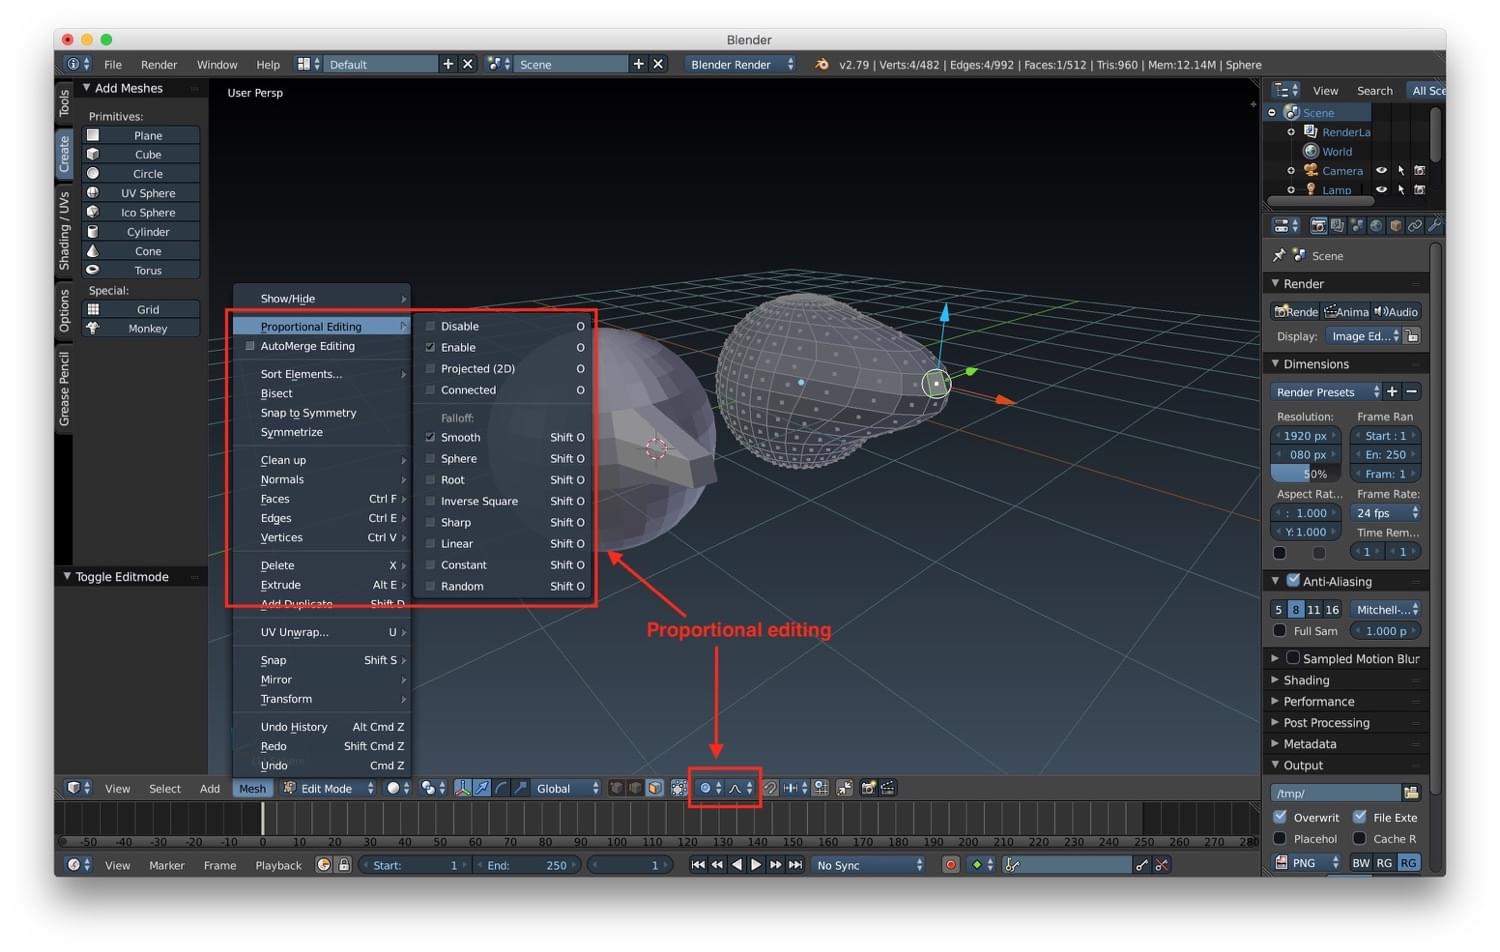 Blender
File Render Window Help Default Scene Blender Render v2.79 | Verts:4/482 | Edges:4/992 | Faces:1/512 | Tris:960 | Mem:12.14M | Sphere
Tools
Create
Shading / UVs
Options
Grease Pencil
Add Meshes
Primitives:
Plane
Cube
Circle
UV Sphere
Ico Sphere
Cylinder
Cone
Torus
Special:
Grid
Monkey
Toggle Editmode
User Persp
Show/Hide
Proportional Editing
AutoMerge Editing
Sort Elements...
Bisect
Snap to Symmetry
Symmetrize
Clean up
Normals
Faces Ctrl F
Edges Ctrl E
Vertices Ctrl V
Delete X
Extrude Alt E
Add Duplicate Shift D
UV Unwrap... U
Snap Shift S
Mirror
Transform
Undo History Alt Cmd Z
Redo Shift Cmd Z
Undo Cmd Z
Disable O
Enable O
Projected (2D) O
Connected O
Falloff:
Smooth Shift O
Sphere Shift O
Root Shift O
Inverse Square Shift O
Sharp Shift O
Linear Shift O
Constant Shift O
Random Shift O
Proportional editing
View Select Add Mesh Edit Mode Global
-50 -40 -30 -20 -10 0 10 20 30 40 50 60 70 80 90 100 110 120 130 140 150 160 170 180 190 200 210 220 230 240 250 260 270 280
View Marker Frame Playback Start: 1 End: 250 1 No Sync
View Search All Sce
Scene
RenderLa
World
Camera
Lamp
Scene
Render
Rende Anima Audio
Display: Image Ed...
Dimensions
Render Presets
Resolution: Frame Ran
1920 px Start : 1
080 px En: 250
50% Fram: 1
Aspect Rat... Frame Rate:
: 1.000 24 fps
Y: 1.000 Time Rem...
1 1
Anti-Aliasing
5 8 11 16 Mitchell-...
Full Sam 1.000 p
Sampled Motion Blur
Shading
Performance
Post Processing
Metadata
Output
/tmp/
Overwrit File Exte
Placehol Cache R
PNG BW RG RG